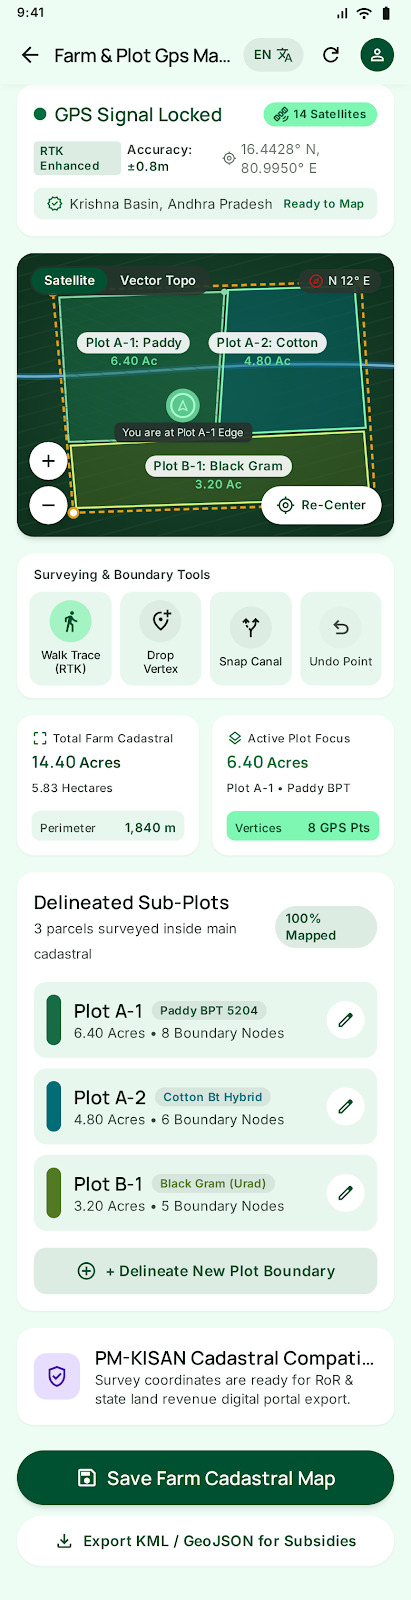 9:41
Farm & Plot Gps Ma...
EN
GPS Signal Locked
14 Satellites
RTK
Enhanced
Accuracy:
±0.8m
16.4428° N,
80.9950° E
Krishna Basin, Andhra Pradesh
Ready to Map
Satellite
Vector Topo
N 12° E
Plot A-1: Paddy
6.40 Ac
Plot A-2: Cotton
4.80 Ac
You are at Plot A-1 Edge
Plot B-1: Black Gram
3.20 Ac
Re-Center
Surveying & Boundary Tools
Walk Trace
(RTK)
Drop
Vertex
Snap Canal
Undo Point
Total Farm Cadastral
14.40 Acres
5.83 Hectares
Perimeter
1,840 m
Active Plot Focus
6.40 Acres
Plot A-1 • Paddy BPT
Vertices
8 GPS Pts
Delineated Sub-Plots
3 parcels surveyed inside main
cadastral
100%
Mapped
Plot A-1
Paddy BPT 5204
6.40 Acres • 8 Boundary Nodes
Plot A-2
Cotton Bt Hybrid
4.80 Acres • 6 Boundary Nodes
Plot B-1
Black Gram (Urad)
3.20 Acres • 5 Boundary Nodes
+ Delineate New Plot Boundary
PM-KISAN Cadastral Compati...
Survey coordinates are ready for RoR &
state land revenue digital portal export.
Save Farm Cadastral Map
Export KML / GeoJSON for Subsidies